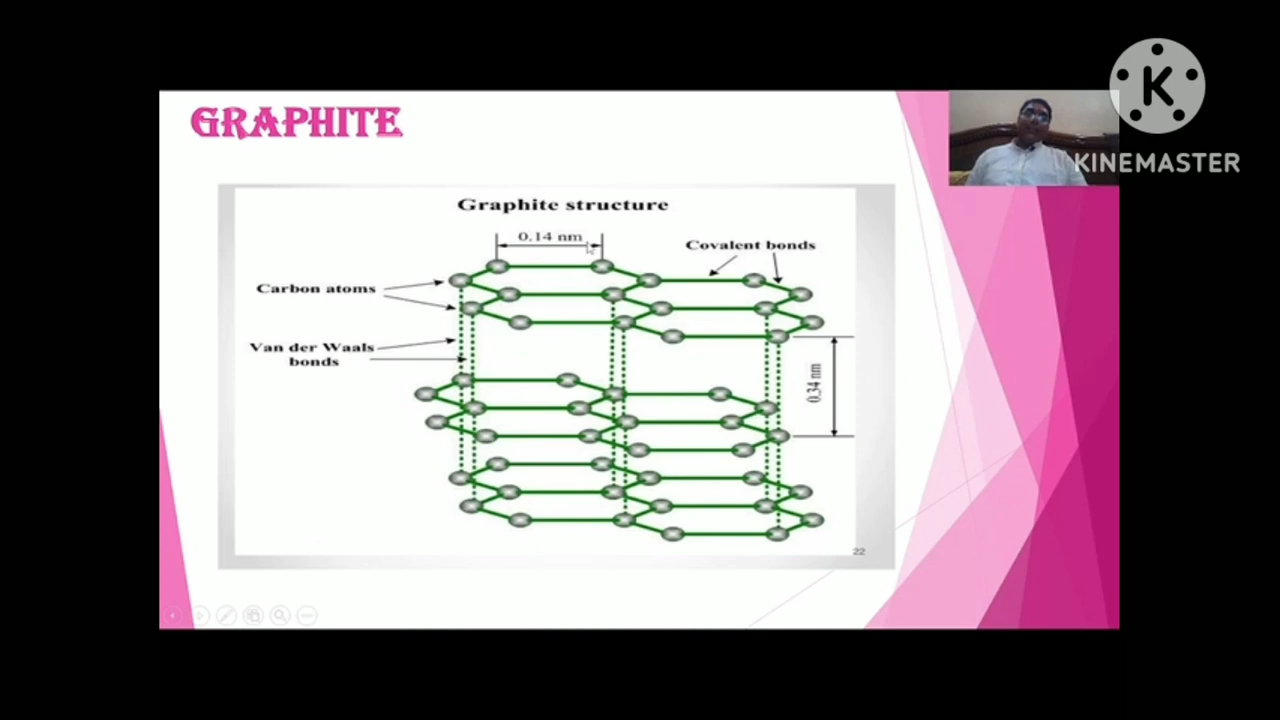 GRAPHITE
K
KINEMASTER
Graphite structure
0.14 nm
Covalent bonds
Carbon atoms
Van der Waals
bonds
0.34 nm
22